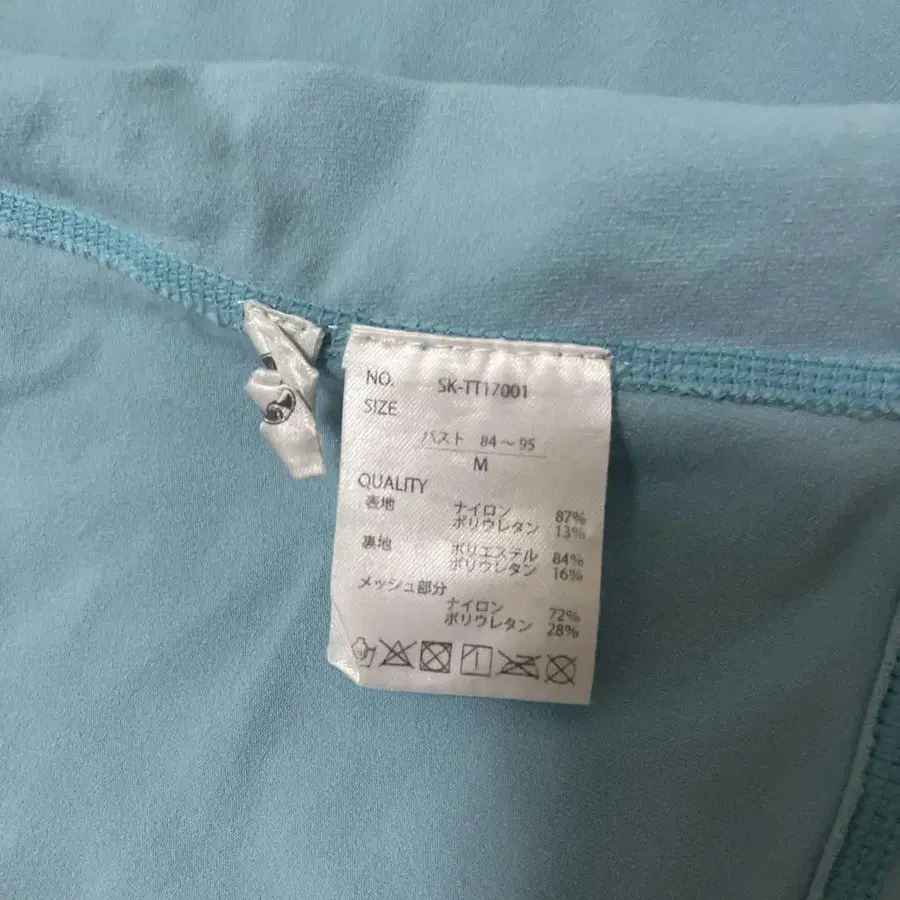 NO. SK-TT17001
SIZE
バスト 84～95
M
QUALITY
表地 ナイロン 87%
ポリウレタン 13%
裏地 ポリエステル 84%
ポリウレタン 16%
メッシュ部分
ナイロン 72%
ポリウレタン 28%